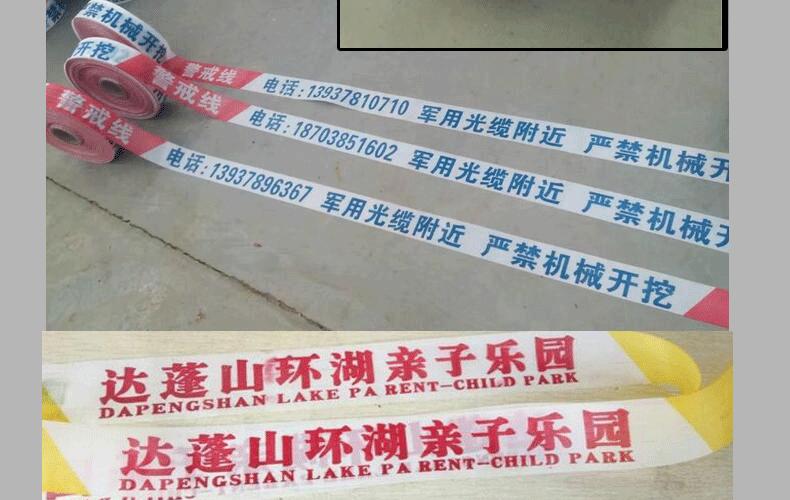 严禁机械开挖
开挖
警戒线 电话:13937810710 军用光缆附近 严禁机械开
警戒线 电话:18703851602 军用光缆附近 严禁机械开
警戒线 电话:13937896367 军用光缆附近 严禁机械开挖
达蓬山环湖亲子乐园
DAPENGSHAN LAKE PA RENT-CHILD PARK
达蓬山环湖亲子乐园
DAPENGSHAN LAKE PA RENT-CHILD PARK